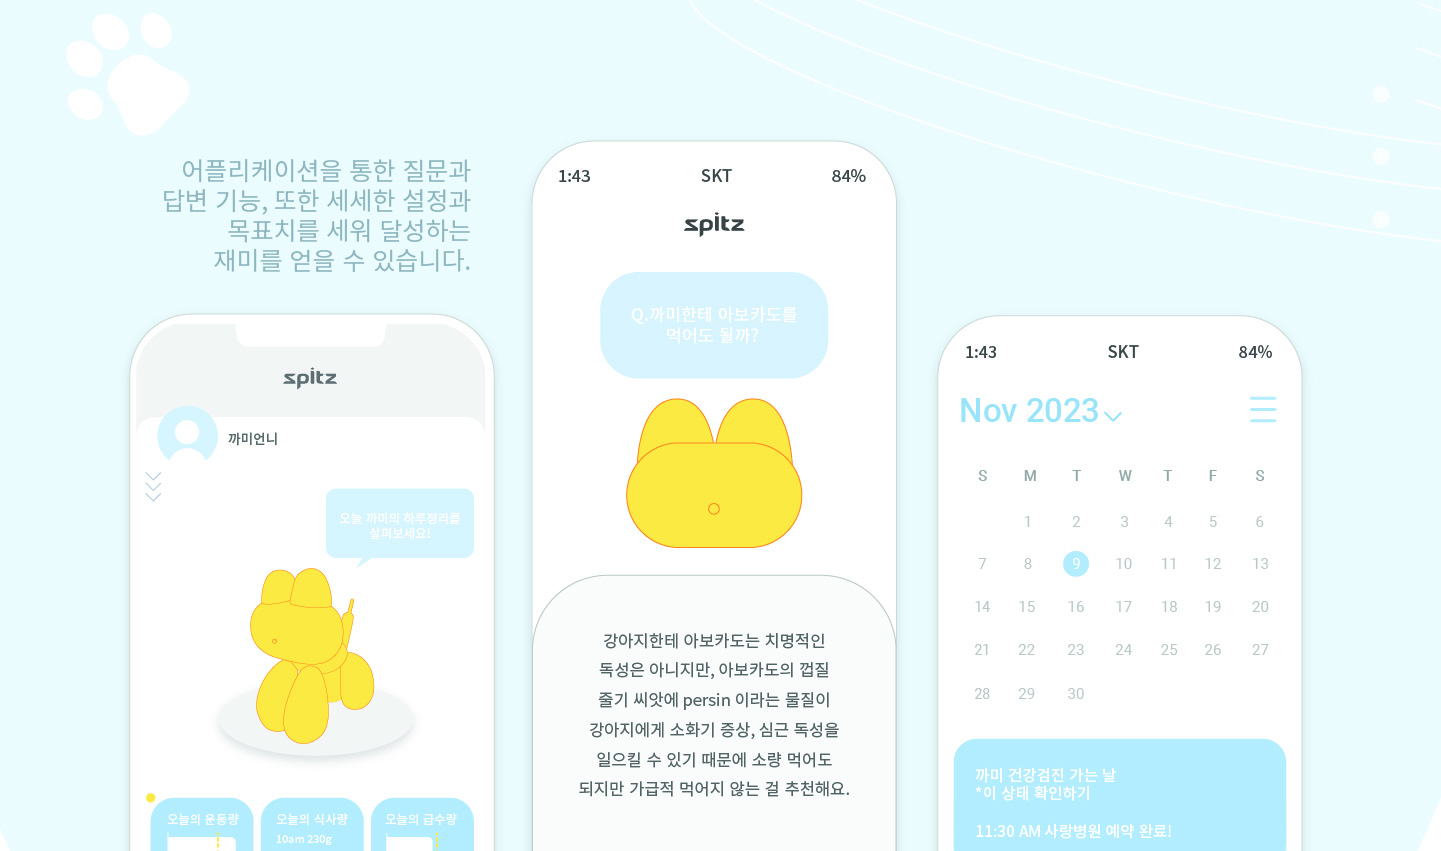 어플리케이션을 통한 질문과
답변 기능, 또한 세세한 설정과
목표치를 세워 달성하는
재미를 얻을 수 있습니다.
spitz
까미언니
오늘 까미의 하루정리를
살펴보세요!
오늘의 운동량
오늘의 식사량
10am 230g
오늘의 급수량
1:43 SKT 84%
spitz
Q.까미한테 아보카도를
먹어도 될까?
강아지한테 아보카도는 치명적인
독성은 아니지만, 아보카도의 껍질
줄기 씨앗에 persin 이라는 물질이
강아지에게 소화기 증상, 심근 독성을
일으킬 수 있기 때문에 소량 먹어도
되지만 가급적 먹어지 않는 걸 추천해요.
1:43 SKT 84%
Nov 2023
S M T W T F S
1 2 3 4 5 6
7 8 9 10 11 12 13
14 15 16 17 18 19 20
21 22 23 24 25 26 27
28 29 30
까미 건강검진 가는 날
*이 상태 확인하기
11:30 AM 사랑병원 예약 완료!